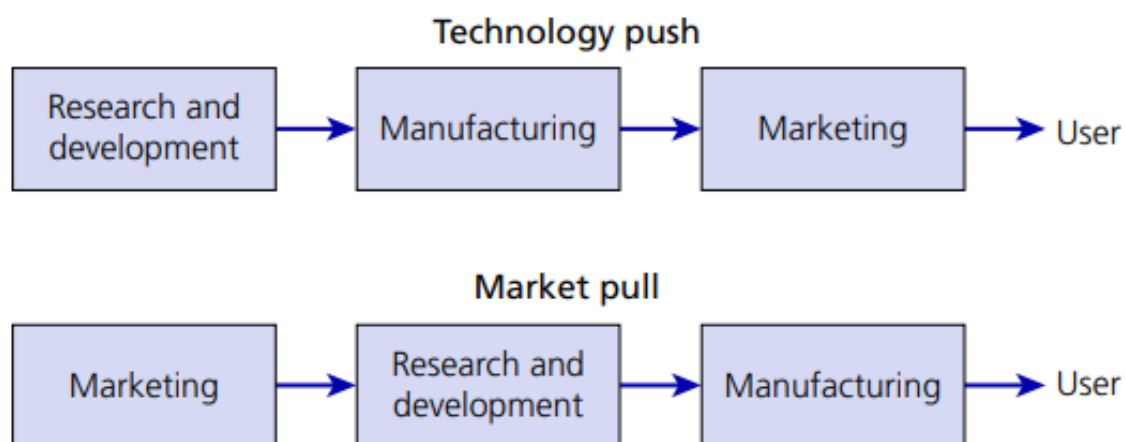 Technology push
Research and
development
Manufacturing
Marketing
User
Market pull
Marketing
Research and
development
Manufacturing
User